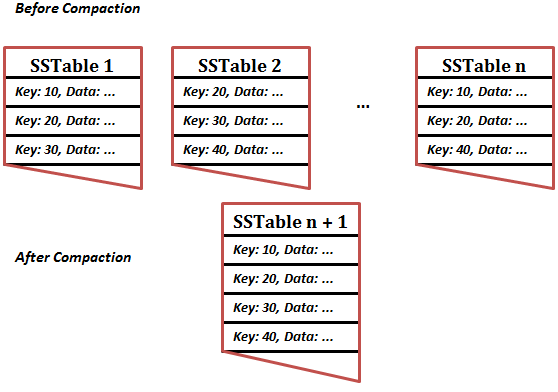 Before Compaction
SSTable 1 SSTable 2 SSTable n
Key: 10, Data: ... Key: 20, Data: ... Key: 10, Data: ...
Key: 20, Data: ... Key: 30, Data: ... ... Key: 20, Data: ...
Key: 30, Data: ... Key: 40, Data: ... Key: 40, Data: ...
SSTable n + 1
After Compaction Key: 10, Data: ...
Key: 20, Data: ...
Key: 30, Data: ...
Key: 40, Data: ...